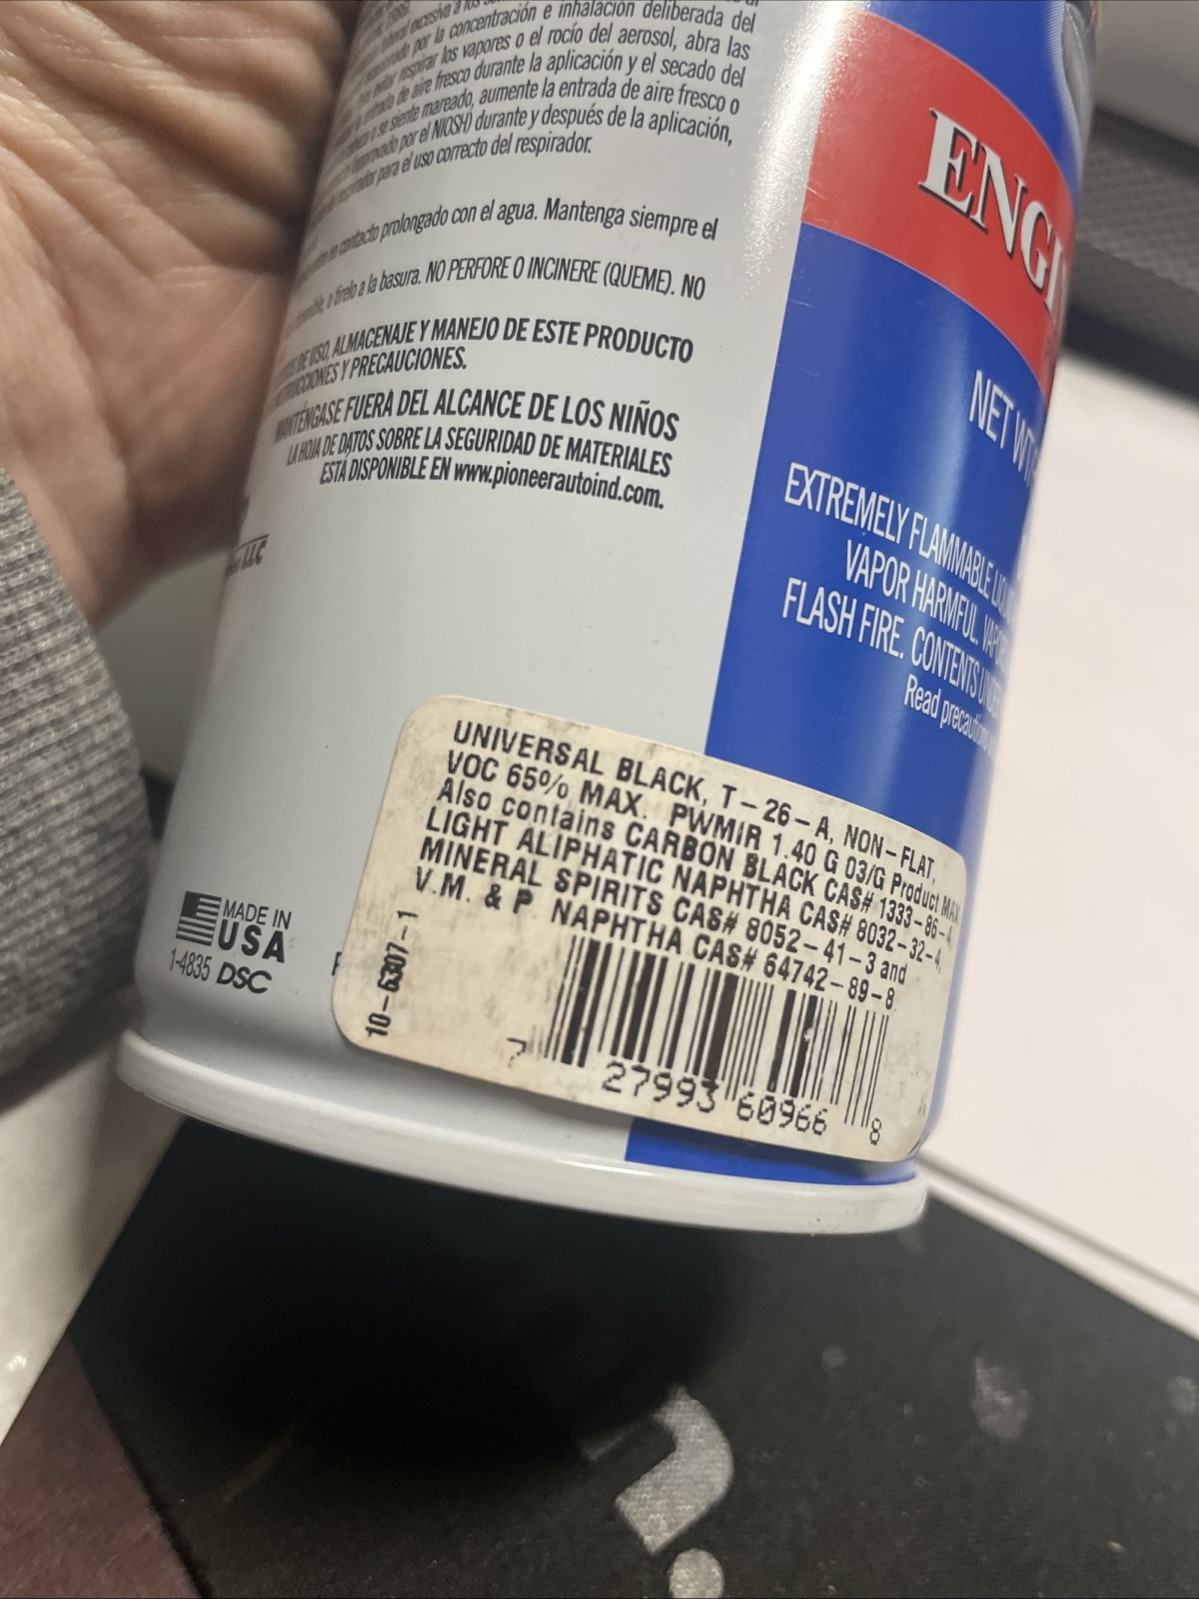 por la concentración e inhalación deliberada del
evitar respirar los vapores o el rocío del aerosol, abra las
de aire fresco durante la aplicación y el secado del
o se siente mareado, aumente la entrada de aire fresco o
por el NIOSH) durante y después de la aplicación,
para el uso correcto del respirador.
en contacto prolongado con el agua. Mantenga siempre el
o tírelo a la basura. NO PERFORE O INCINERE (QUEME). NO
DE USO, ALMACENAJE Y MANEJO DE ESTE PRODUCTO
Y PRECAUCIONES.
MANTÉNGASE FUERA DEL ALCANCE DE LOS NIÑOS
LA HOJA DE DATOS SOBRE LA SEGURIDAD DE MATERIALES
ESTÁ DISPONIBLE EN www.pioneerautoind.com.
LLC
MADE IN
USA
1-4835 DSC
ENGI
NET WT
EXTREMELY FLAMMABLE
VAPOR HARMFUL.
FLASH FIRE. CONTENTS
Read
UNIVERSAL BLACK, T-26-A, NON-FLAT,
VOC 65% MAX. PWMIR 1.40 G 03/G Product MAX
Also contains CARBON BLACK CAS# 1333-86-4,
LIGHT ALIPHATIC NAPHTHA CAS# 8032-32-4,
MINERAL SPIRITS CAS# 8052-41-3 and
V.M. & P. NAPHTHA CAS# 64742-89-8
10-6307-1
7 27993 60966 8